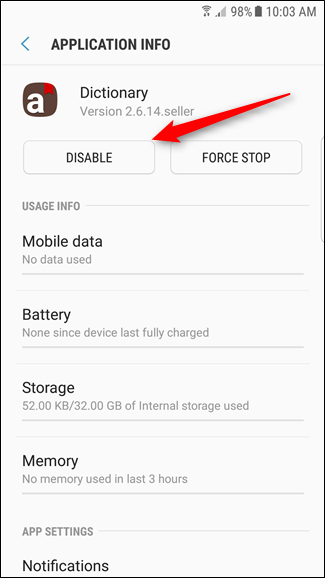 98% 10:03 AM
APPLICATION INFO
a
Dictionary
Version 2.6.14.seller
DISABLE
FORCE STOP
USAGE INFO
Mobile data
No data used
Battery
None since device last fully charged
Storage
52.00 KB/32.00 GB of Internal storage used
Memory
No memory used in last 3 hours
APP SETTINGS
Notifications